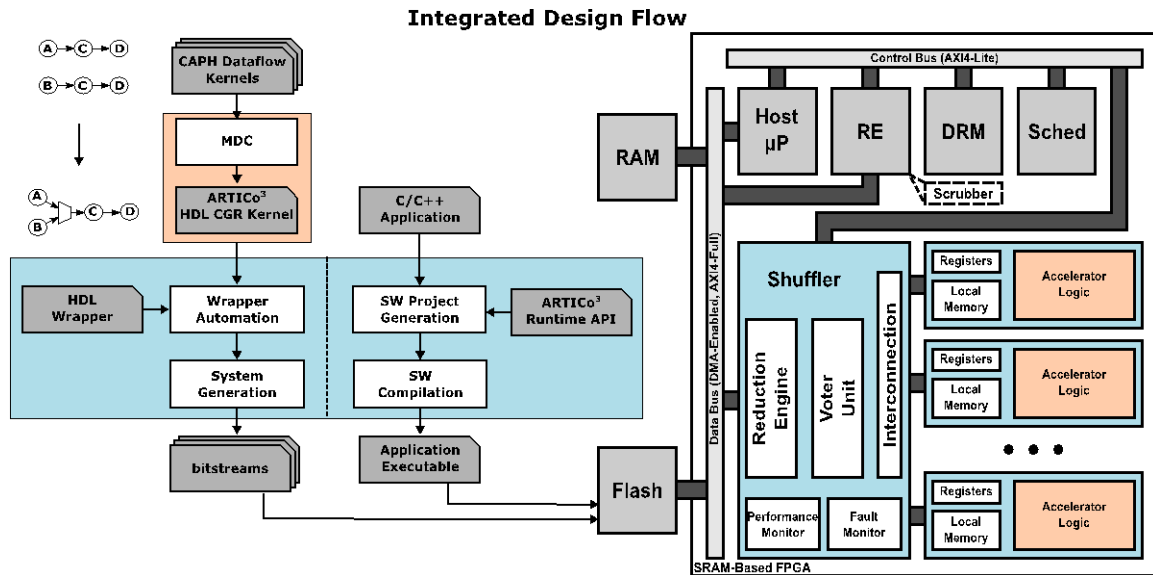 Integrated Design Flow
A C D
B C D
A
B
C D
CAPH Dataflow
Kernels
MDC
ARTICo³
HDL CGR Kernel
C/C++
Application
HDL
Wrapper
Wrapper
Automation
SW Project
Generation
ARTICo³
Runtime API
System
Generation
SW
Compilation
bitstreams
Application
Executable
RAM
Flash
Control Bus (AXI4-Lite)
Data Bus (DMA-Enabled, AXI4-Full)
Host
µP
RE
DRM
Sched
Scrubber
Shuffler
Reduction
Engine
Voter
Unit
Interconnection
Performance
Monitor
Fault
Monitor
Registers
Local
Memory
Accelerator
Logic
Registers
Local
Memory
Accelerator
Logic
Registers
Local
Memory
Accelerator
Logic
SRAM-Based FPGA